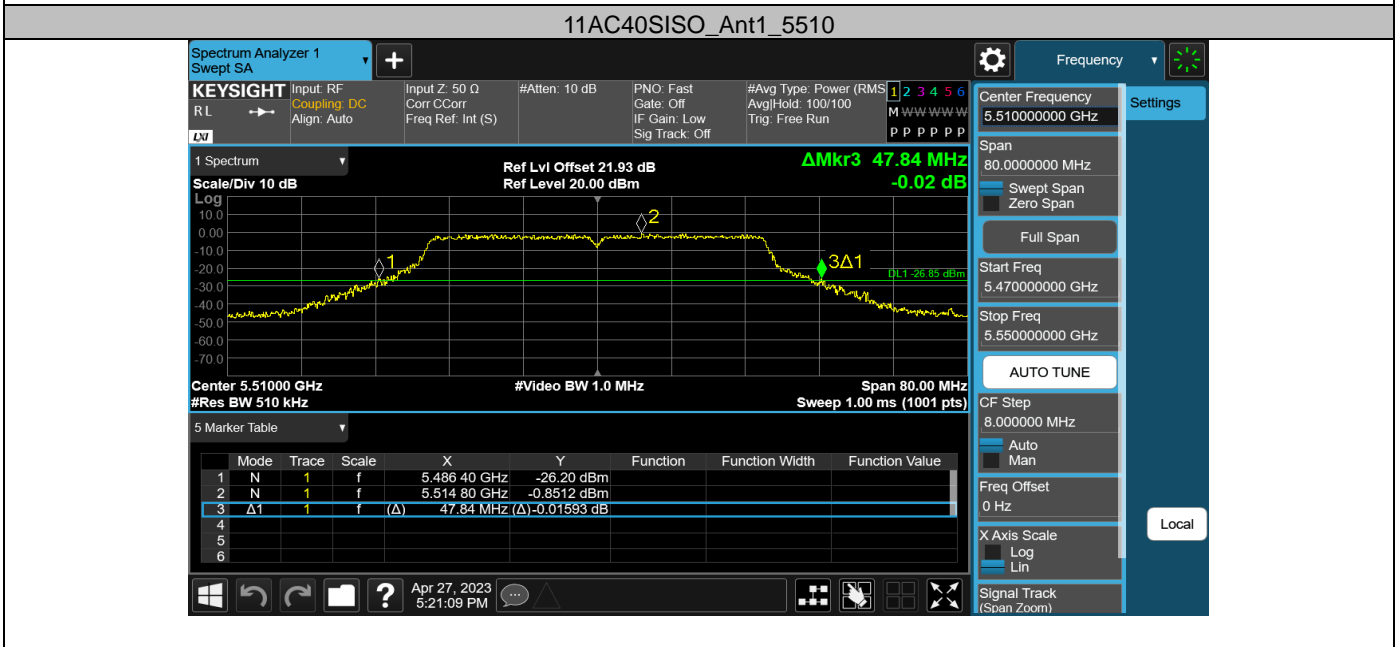 11AC40SISO_Ant1_5510
Spectrum Analyzer 1
Swept SA
Frequency
KEYSIGHT
RL
LXI
Input: RF
Coupling: DC
Align: Auto
Input Z: 50 Ω
Corr CCorr
Freq Ref: Int (S)
#Atten: 10 dB
PNO: Fast
Gate: Off
IF Gain: Low
Sig Track: Off
#Avg Type: Power (RMS
Avg|Hold: 100/100
Trig: Free Run
1 2 3 4 5 6
M W W W W W
P P P P P P
1 Spectrum
Scale/Div 10 dB
Ref Lvl Offset 21.93 dB
Ref Level 20.00 dBm
ΔMkr3 47.84 MHz
-0.02 dB
Log
10.0
0.00
-10.0
-20.0
-30.0
-40.0
-50.0
-60.0
-70.0
1
2
3Δ1
DL1 -26.85 dBm
Center 5.51000 GHz
#Video BW 1.0 MHz
Span 80.00 MHz
#Res BW 510 kHz
Sweep 1.00 ms (1001 pts)
5 Marker Table
Mode Trace Scale X Y Function Function Width Function Value
1 N 1 f 5.486 40 GHz -26.20 dBm
2 N 1 f 5.514 80 GHz -0.8512 dBm
3 Δ1 1 f (Δ) 47.84 MHz (Δ) -0.01593 dB
4
5
6
Apr 27, 2023
5:21:09 PM
Center Frequency
5.510000000 GHz
Settings
Span
80.0000000 MHz
Swept Span
Zero Span
Full Span
Start Freq
5.470000000 GHz
Stop Freq
5.550000000 GHz
AUTO TUNE
CF Step
8.000000 MHz
Auto
Man
Freq Offset
0 Hz
Local
X Axis Scale
Log
Lin
Signal Track
(Span Zoom)